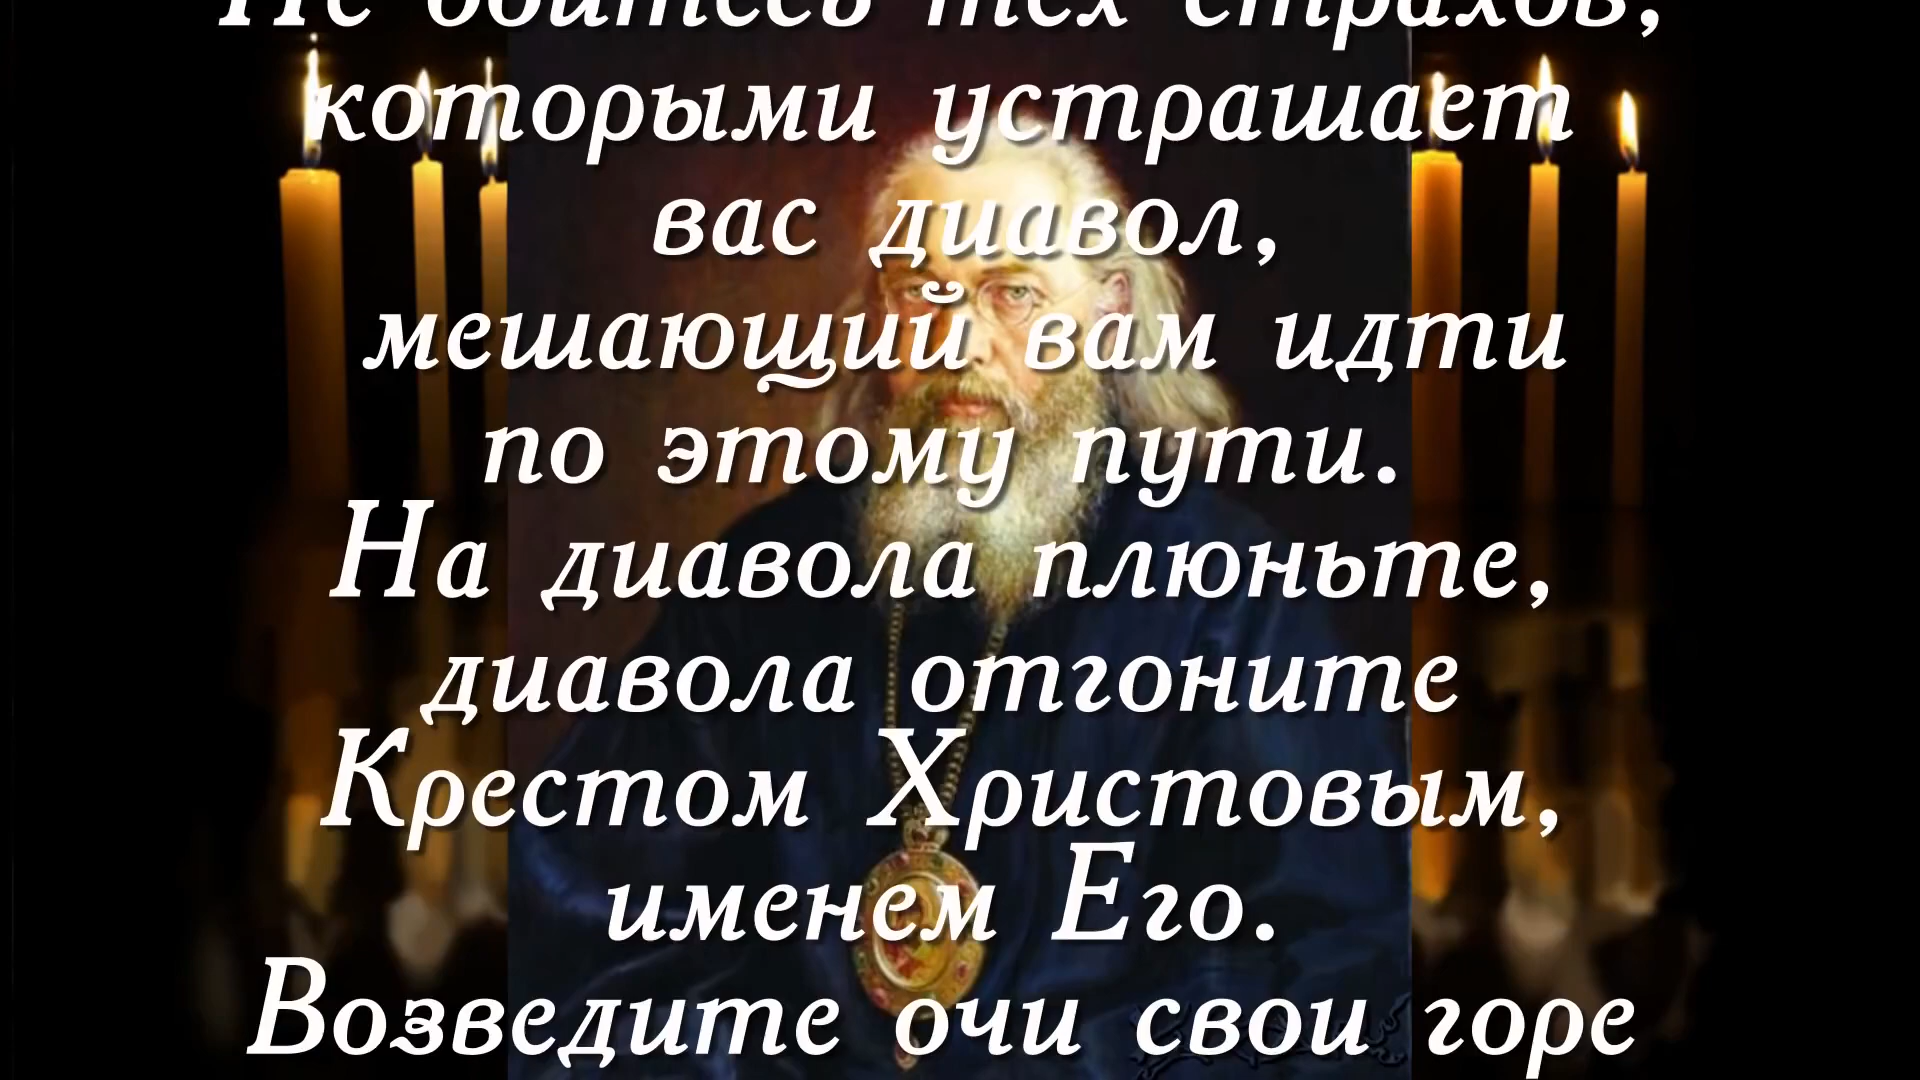 Не бойтесь тех страхов,
которыми устрашает
вас диавол,
мешающий вам идти
по этому пути.
На диавола плюньте,
диавола отгоните
Крестом Христовым,
именем Его.
Возведите очи свои горе